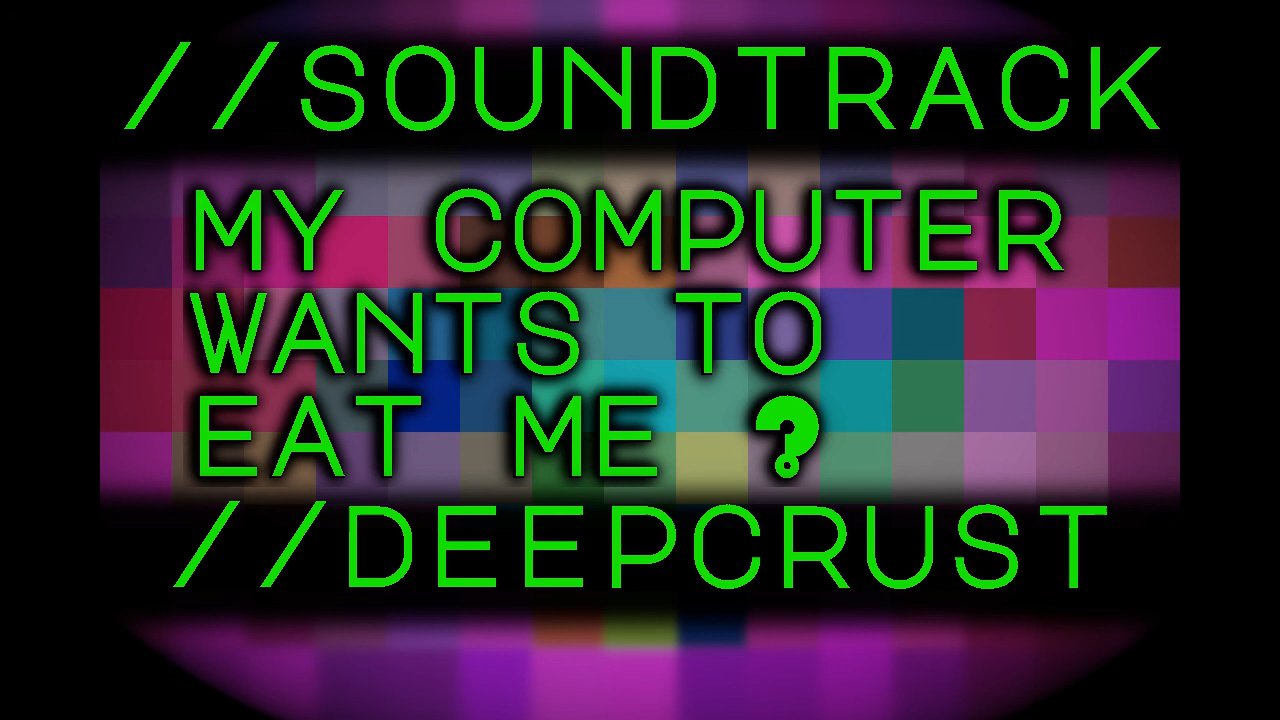 //SOUNDTRACK
MY COMPUTER
WANTS TO
EAT ME ?
//DEEPCRUST